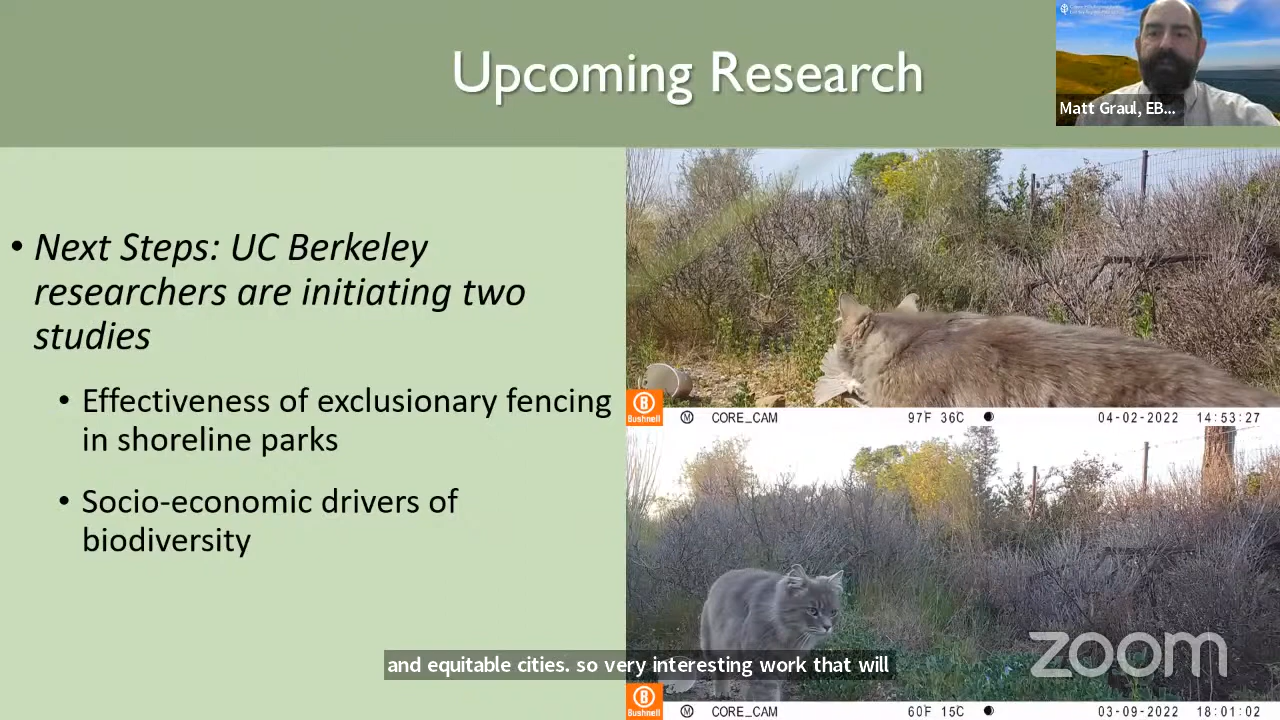 Upcoming Research
Matt Graul, EB...
• Next Steps: UC Berkeley
researchers are initiating two
studies
• Effectiveness of exclusionary fencing
in shoreline parks
• Socio-economic drivers of
biodiversity
B
Bushnell
M CORE_CAM 97F 36C 04-02-2022 14:53:27
zoom
and equitable cities. so very interesting work that will
B
Bushnell
M CORE_CAM 60F 15C 03-09-2022 18:01:02